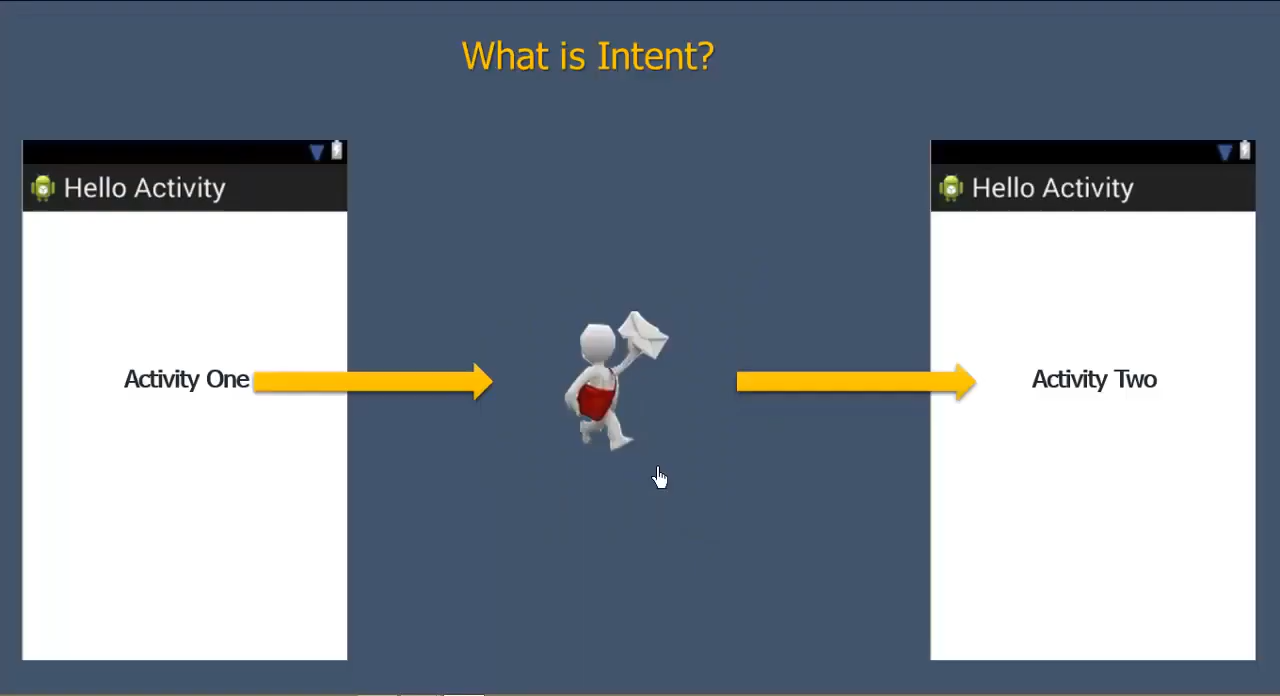 What is Intent?
Hello Activity
Activity One
Hello Activity
Activity Two